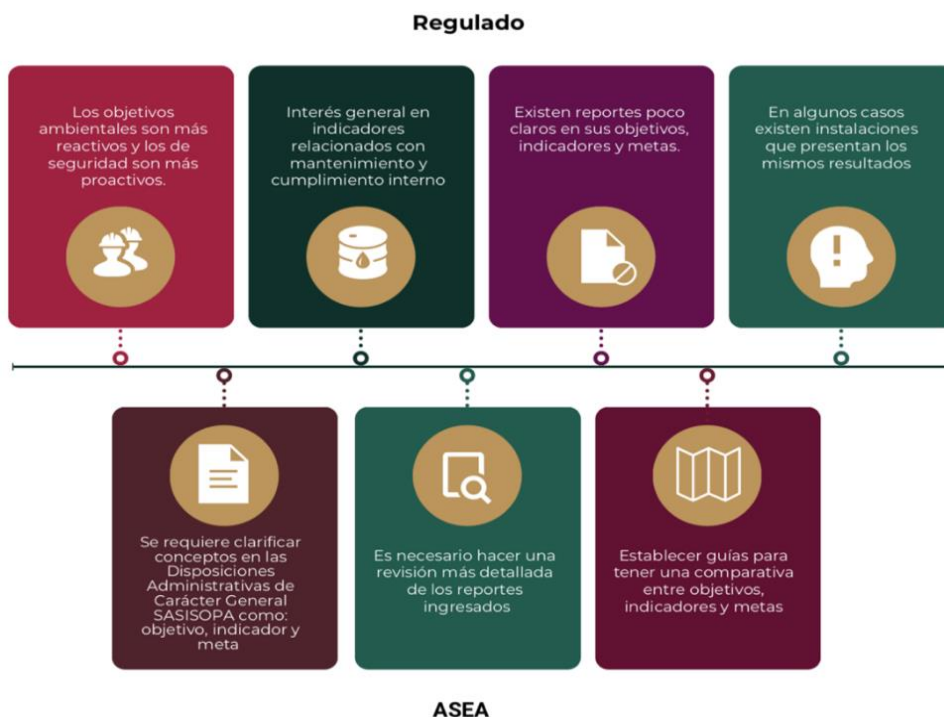 Regulado
Los objetivos
ambientales son más
reactivos y los de
seguridad son más
proactivos.
Interés general en
indicadores
relacionados con
mantenimiento y
cumplimiento interno
Existen reportes poco
claros en sus objetivos,
indicadores y metas.
En algunos casos
existen instalaciones
que presentan los
mismos resultados
Se requiere clarificar
conceptos en las
Disposiciones
Administrativas de
Carácter General
SASISOPA como:
objetivo, indicador y
meta
Es necesario hacer una
revisión más detallada
de los reportes
ingresados
Establecer guías para
tener una comparativa
entre objetivos,
indicadores y metas
ASEA